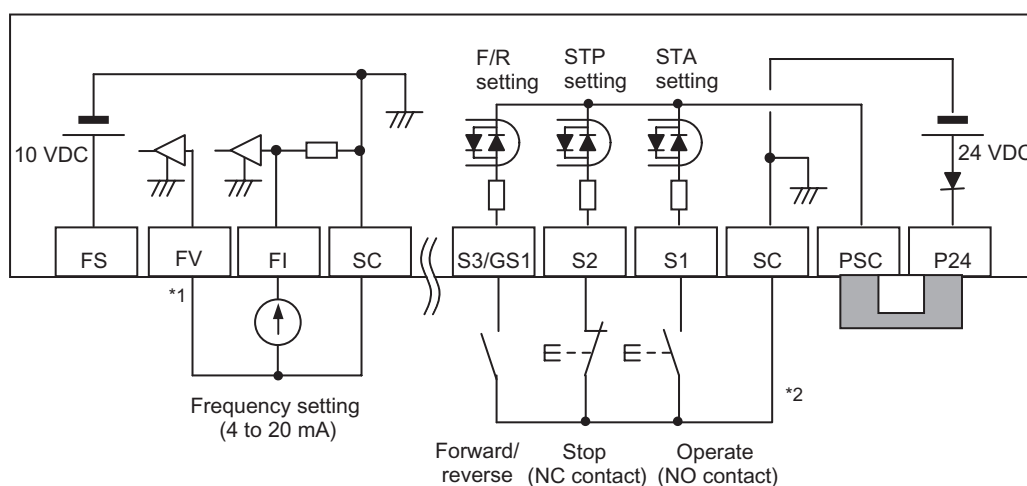 F/R
setting
STP
setting
STA
setting
10 VDC
24 VDC
FS
FV
FI
SC
S3/GS1
S2
S1
SC
PSC
P24
*1
*2
Frequency setting
(4 to 20 mA)
Forward/
reverse
Stop
(NC contact)
Operate
(NO contact)